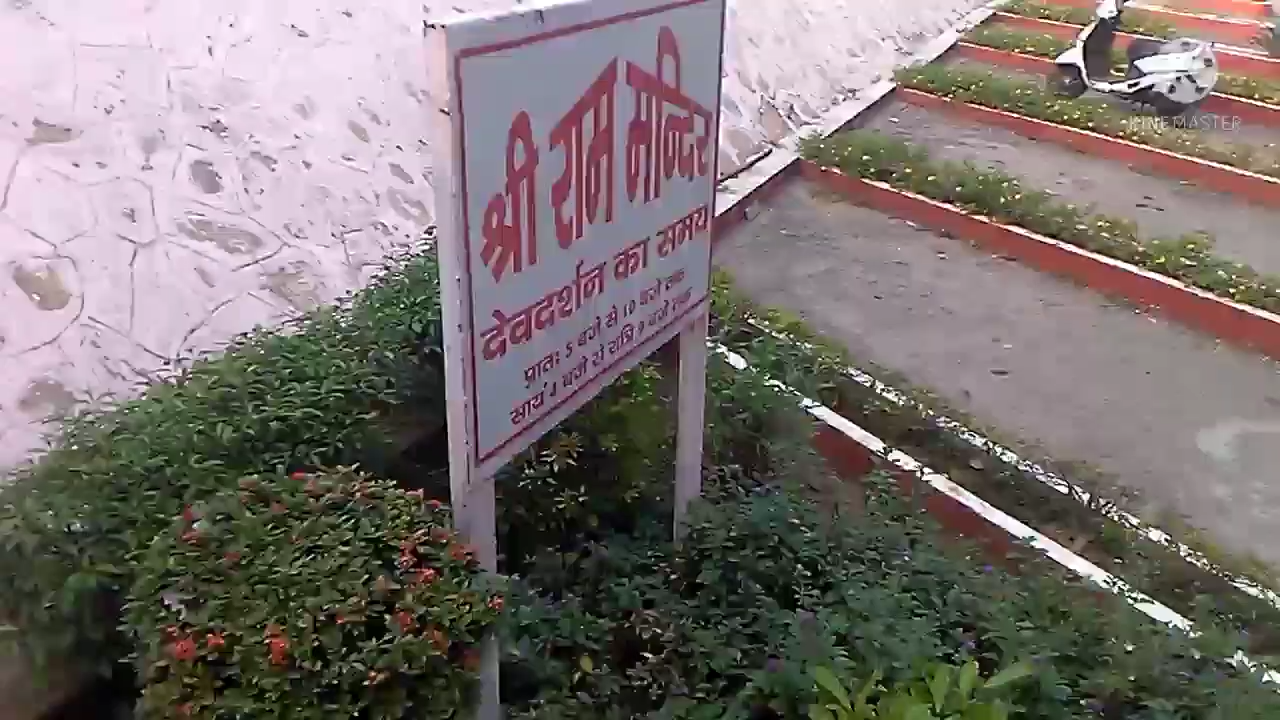 श्री राम मन्दिर
देवदर्शन का समय
प्रात: 5 बजे से 10 बजे तक
सायं 4 बजे से रात्रि 9 बजे तक
KINEMASTER